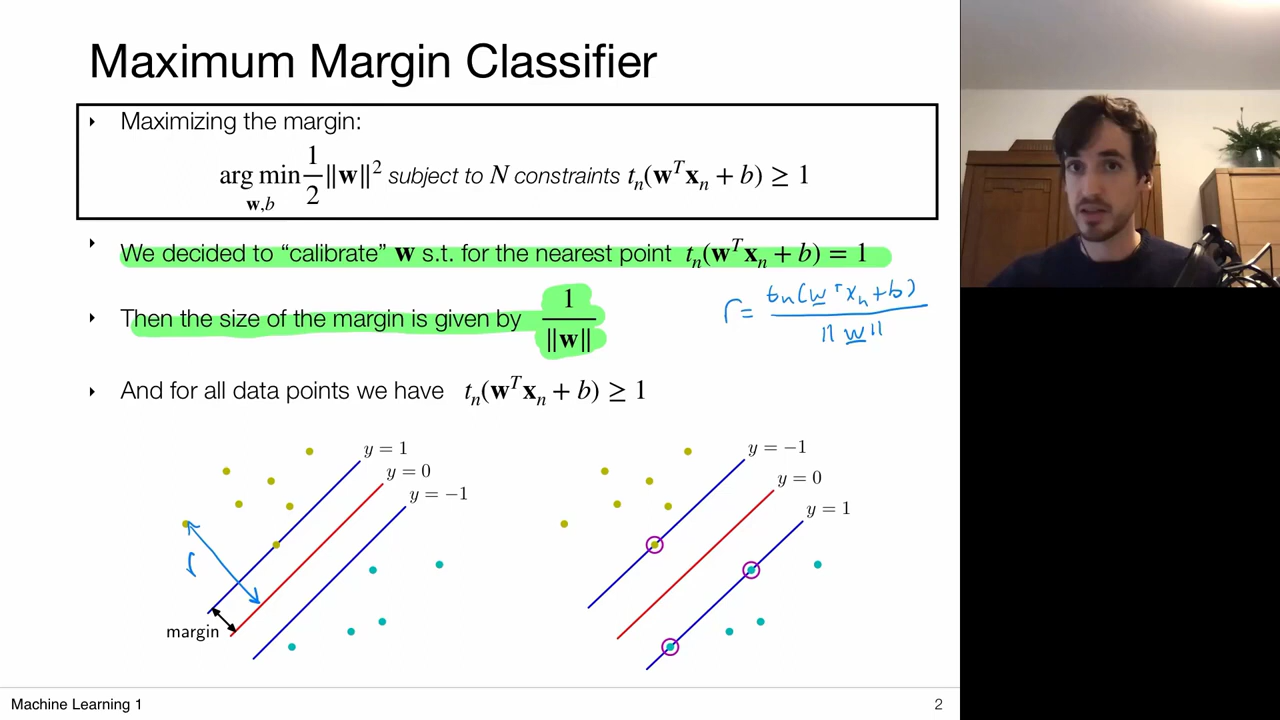 Maximum Margin Classifier
‣ Maximizing the margin:
arg min 1/2 ‖w‖² subject to N constraints tₙ(wᵀxₙ + b) ≥ 1
w,b
‣ We decided to “calibrate” w s.t. for the nearest point tₙ(wᵀxₙ + b) = 1
r = tₙ(wᵀxₙ+b) / ‖w‖
‣ Then the size of the margin is given by 1/‖w‖
‣ And for all data points we have tₙ(wᵀxₙ + b) ≥ 1
y = 1
y = 0
y = −1
r
margin
y = −1
y = 0
y = 1
Machine Learning 1
2